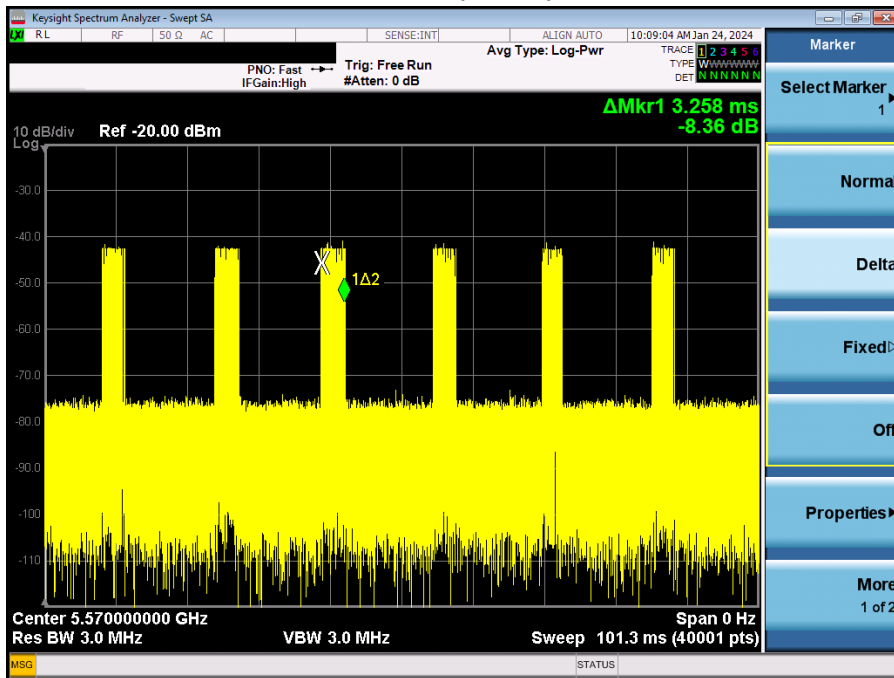 Keysight Spectrum Analyzer - Swept SA
LXI RL RF 50 Ω AC SENSE:INT ALIGN AUTO 10:09:04 AM Jan 24, 2024
Avg Type: Log-Pwr TRACE 1 2 3 4 5 6
PNO: Fast Trig: Free Run TYPE WWWWWW
IFGain:High #Atten: 0 dB DET N N N N N N
ΔMkr1 3.258 ms
-8.36 dB
10 dB/div Ref -20.00 dBm
Log
-30.0
-40.0
-50.0
-60.0
-70.0
-80.0
-90.0
-100
-110
1Δ2
Center 5.570000000 GHz Span 0 Hz
Res BW 3.0 MHz VBW 3.0 MHz Sweep 101.3 ms (40001 pts)
MSG STATUS
Marker
Select Marker
1
Normal
Delta
Fixed
Off
Properties
More
1 of 2